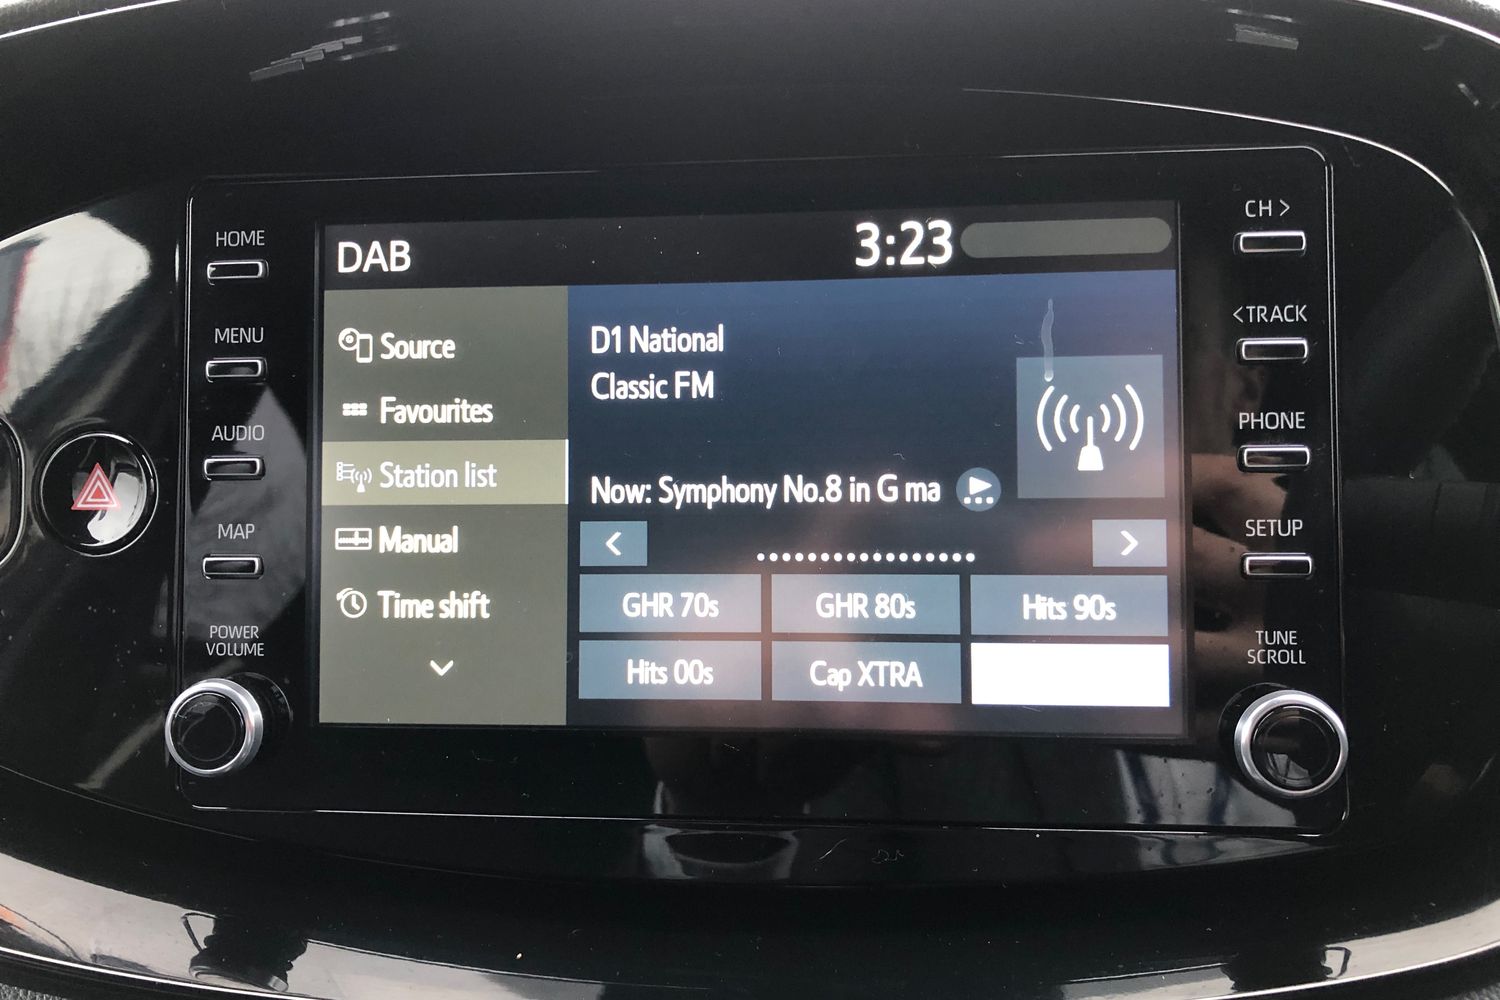 HOME
MENU
AUDIO
MAP
POWER
VOLUME
DAB
3:23
Source
Favourites
Station list
Manual
Time shift
D1 National
Classic FM
Now: Symphony No.8 in G ma
GHR 70s
GHR 80s
Hits 90s
Hits 00s
Cap XTRA
CH >
<TRACK
PHONE
SETUP
TUNE
SCROLL